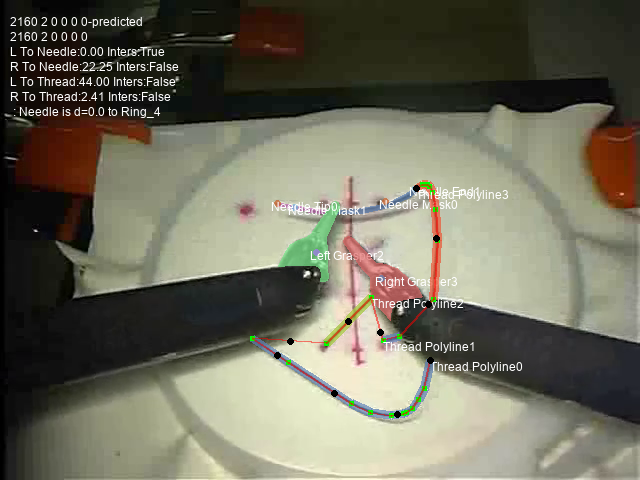 2160 2 0 0 0 0-predicted
2160 2 0 0 0 0
L To Needle:0.00 Inters:True
R To Needle:22.25 Inters:False
L To Thread:44.00 Inters:False
R To Thread:2.41 Inters:False
: Needle is d=0.0 to Ring_4
Needle End1
Thread Polyline3
Needle Tip0
Needle Mask1
Needle Mask0
Left Grasper2
Right Grasper3
Thread Polyline2
Thread Polyline1
Thread Polyline0